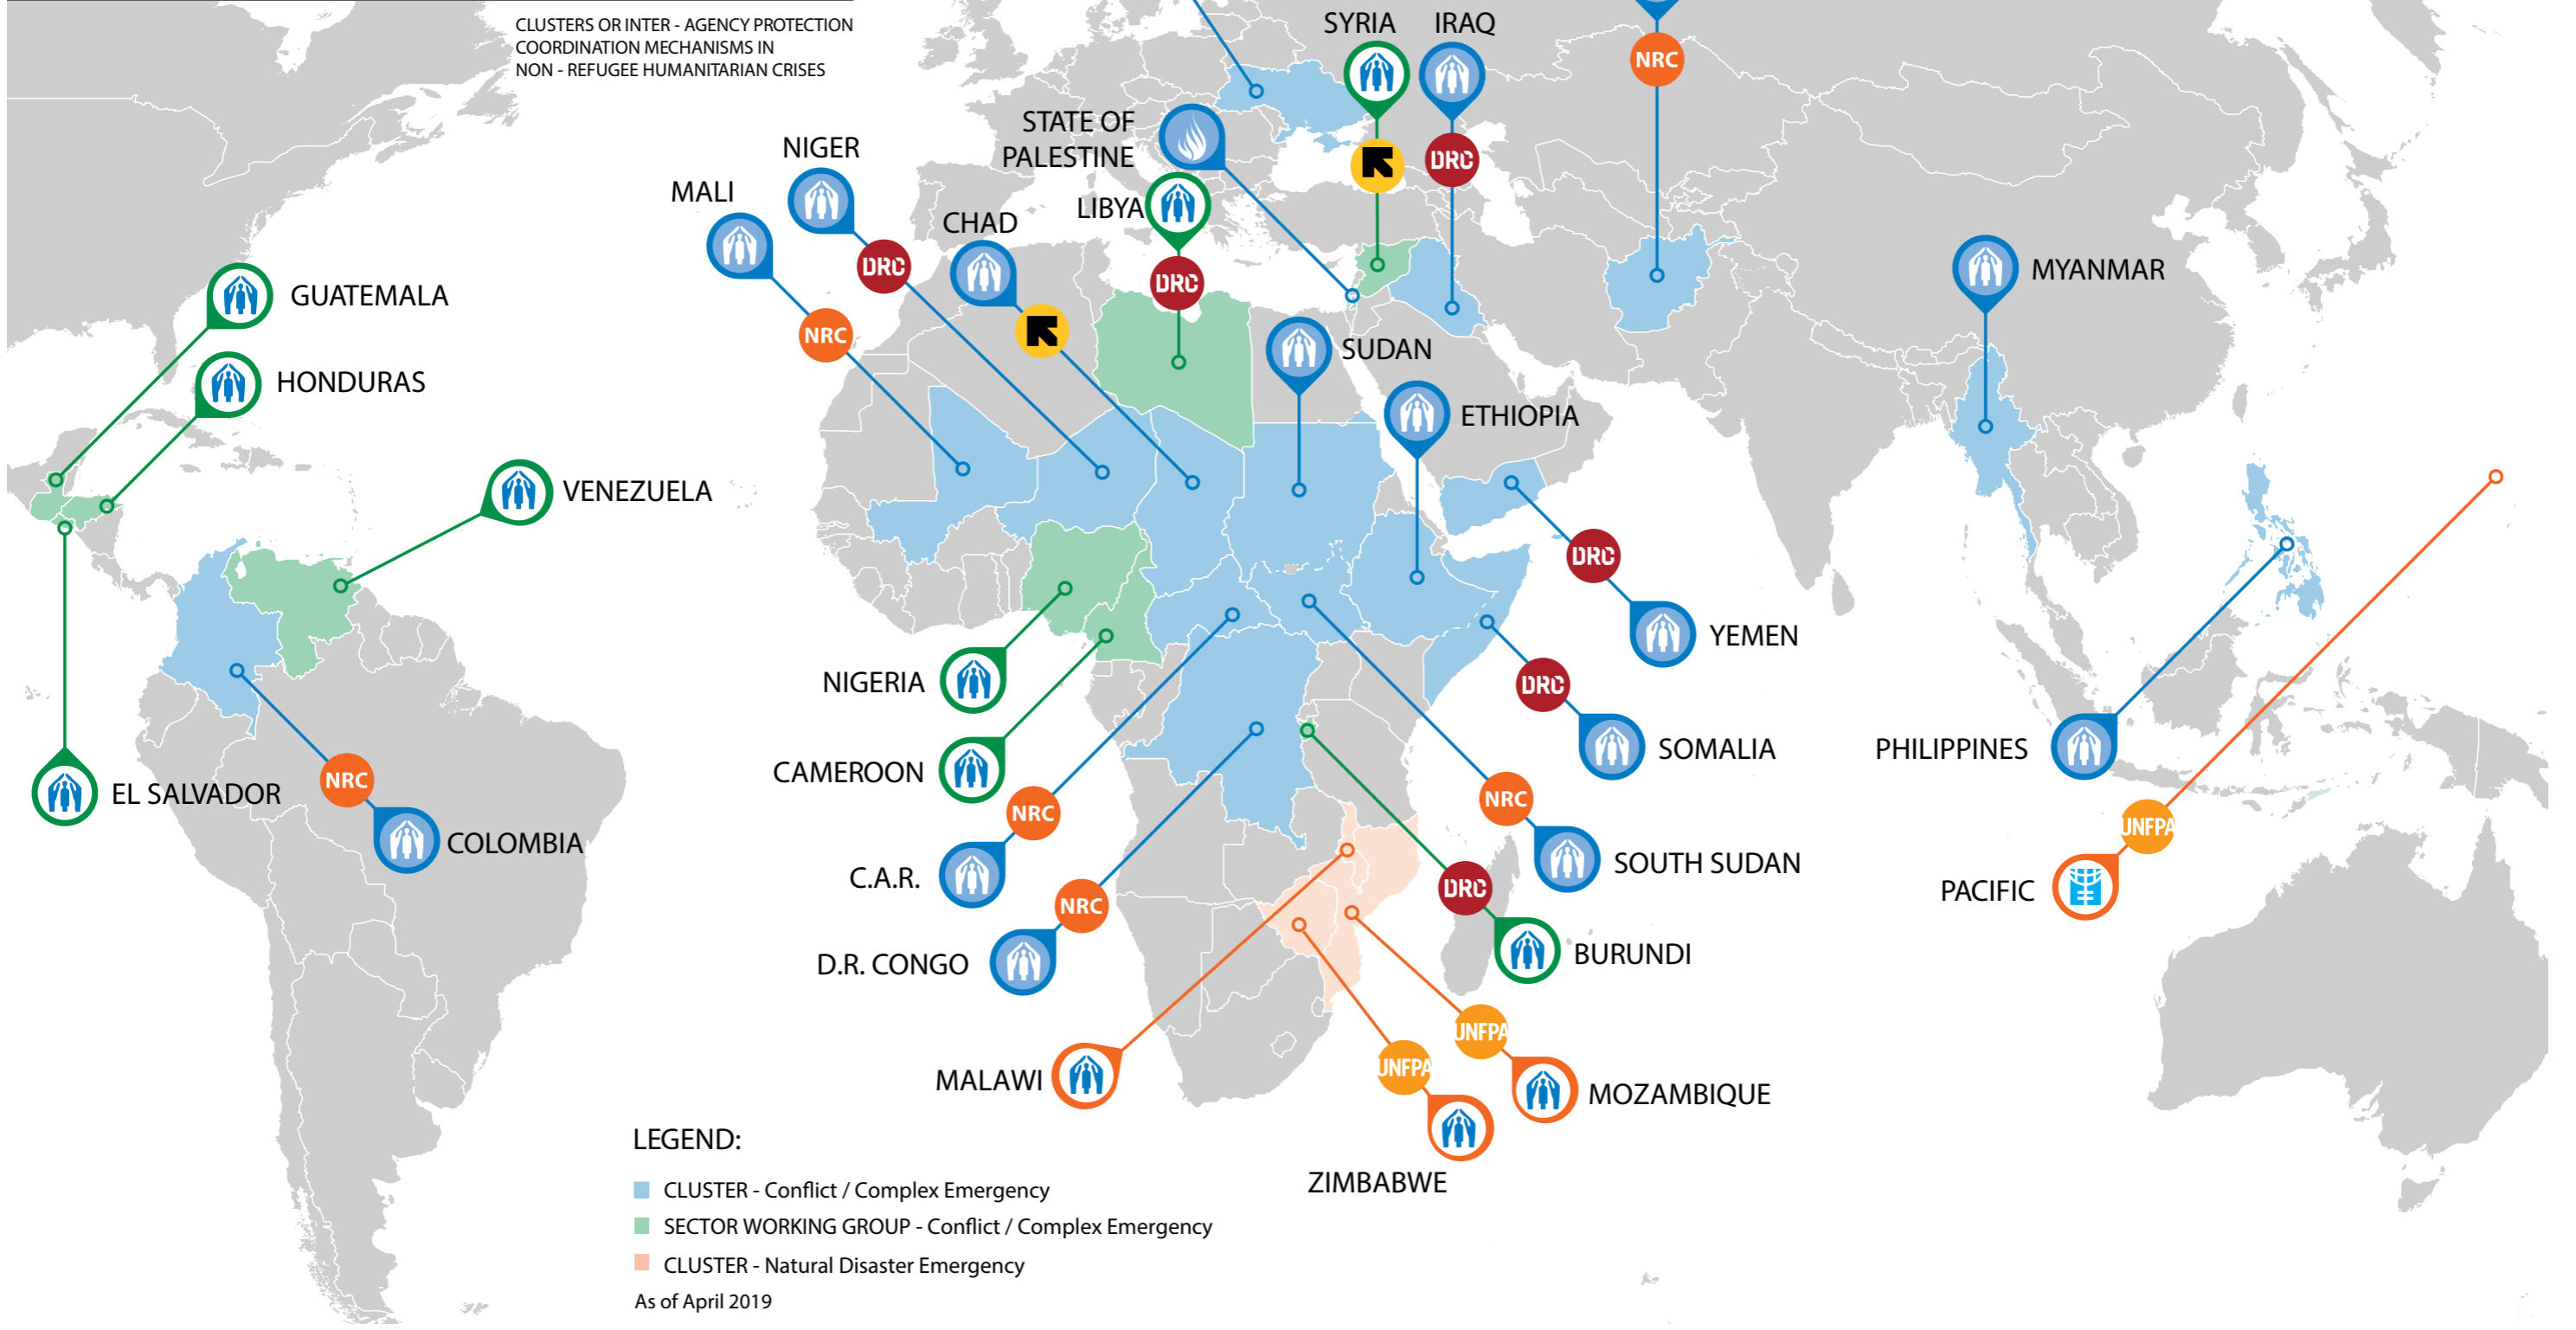 CLUSTERS OR INTER - AGENCY PROTECTION
COORDINATION MECHANISMS IN
NON - REFUGEE HUMANITARIAN CRISES
SYRIA
IRAQ
NRC
STATE OF
PALESTINE
NIGER
DRC
MALI
LIBYA
CHAD
DRC
DRC
MYANMAR
GUATEMALA
NRC
SUDAN
HONDURAS
ETHIOPIA
VENEZUELA
DRC
YEMEN
NIGERIA
DRC
SOMALIA
PHILIPPINES
CAMEROON
EL SALVADOR
NRC
COLOMBIA
NRC
NRC
UNFPA
C.A.R.
SOUTH SUDAN
DRC
PACIFIC
NRC
D.R. CONGO
BURUNDI
UNFPA
UNFPA
MALAWI
MOZAMBIQUE
ZIMBABWE
LEGEND:
CLUSTER - Conflict / Complex Emergency
SECTOR WORKING GROUP - Conflict / Complex Emergency
CLUSTER - Natural Disaster Emergency
As of April 2019